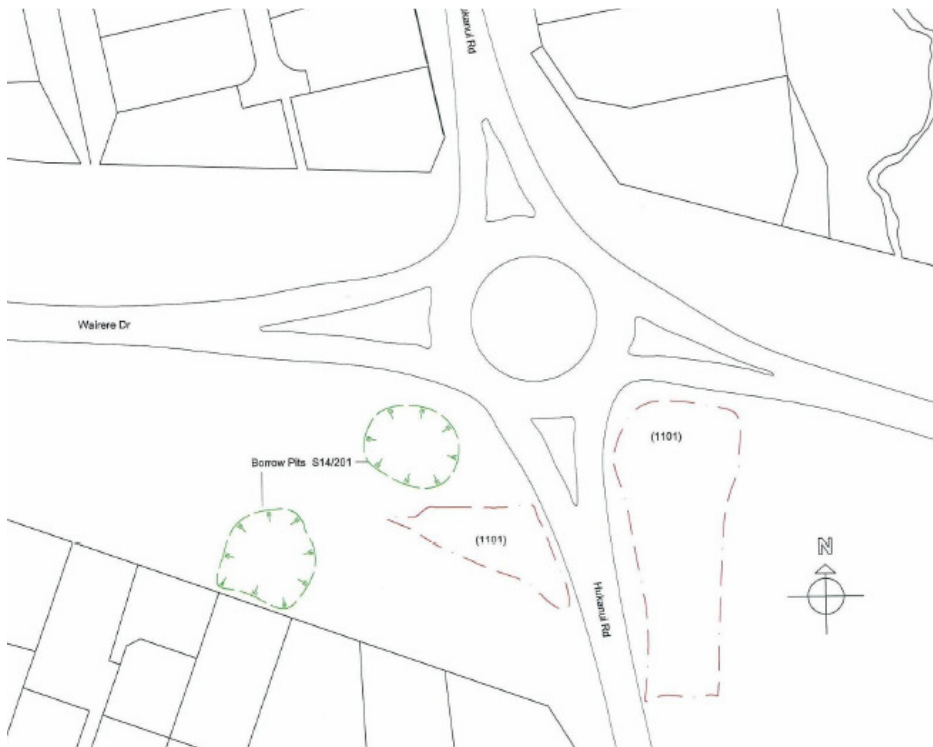 Hukanui Rd
Wairere Dr
(1101)
Borrow Pits S14/201
(1101)
N
Hukanui Rd